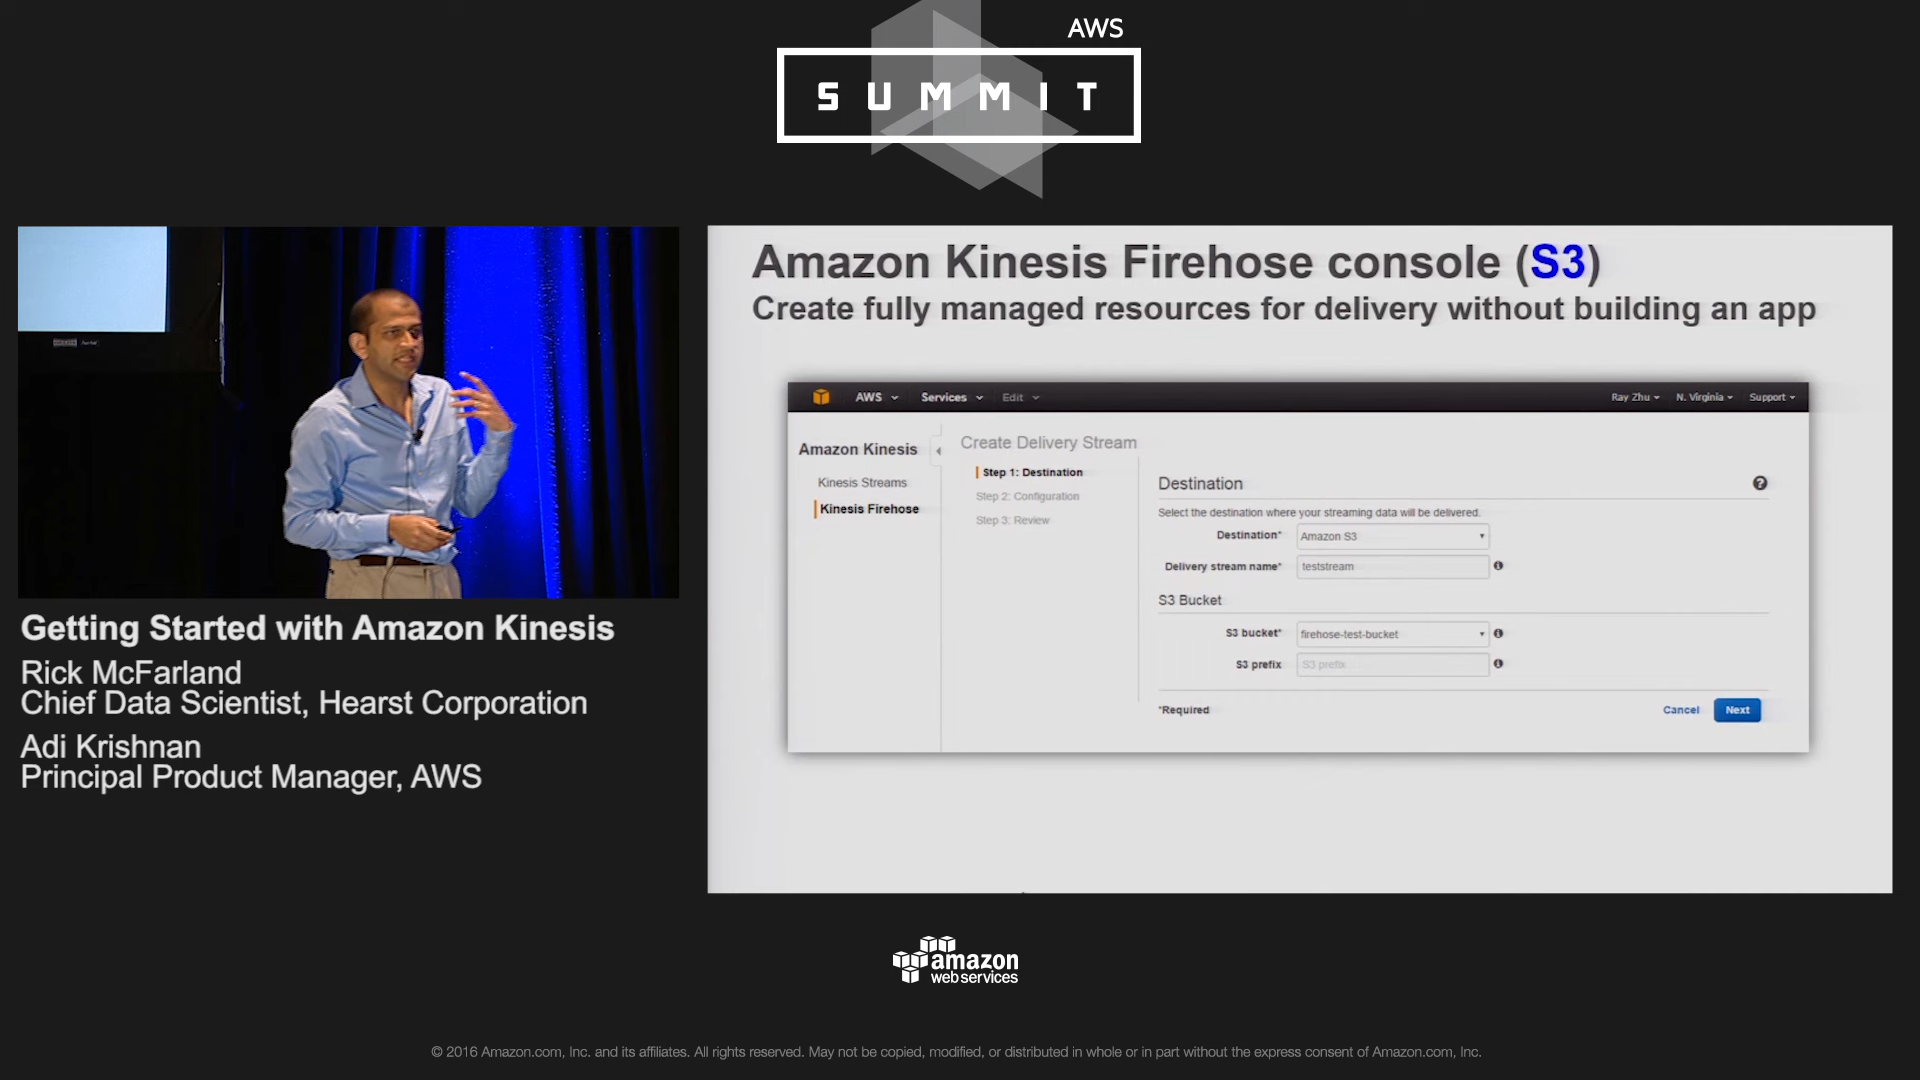 AWS
SUMMIT
Amazon Kinesis Firehose console (S3)
Create fully managed resources for delivery without building an app
AWS Services Edit Ray Zhu N. Virginia Support
Amazon Kinesis
Kinesis Streams
Kinesis Firehose
Create Delivery Stream
Step 1: Destination
Step 2: Configuration
Step 3: Review
Destination
Select the destination where your streaming data will be delivered.
Destination* Amazon S3
Delivery stream name* teststream
S3 Bucket
S3 bucket* firehose-test-bucket
S3 prefix S3 prefix
*Required Cancel Next
Getting Started with Amazon Kinesis
Rick McFarland
Chief Data Scientist, Hearst Corporation
Adi Krishnan
Principal Product Manager, AWS
amazon
webservices
© 2016 Amazon.com, Inc. and its affiliates. All rights reserved. May not be copied, modified, or distributed in whole or in part without the express consent of Amazon.com, Inc.